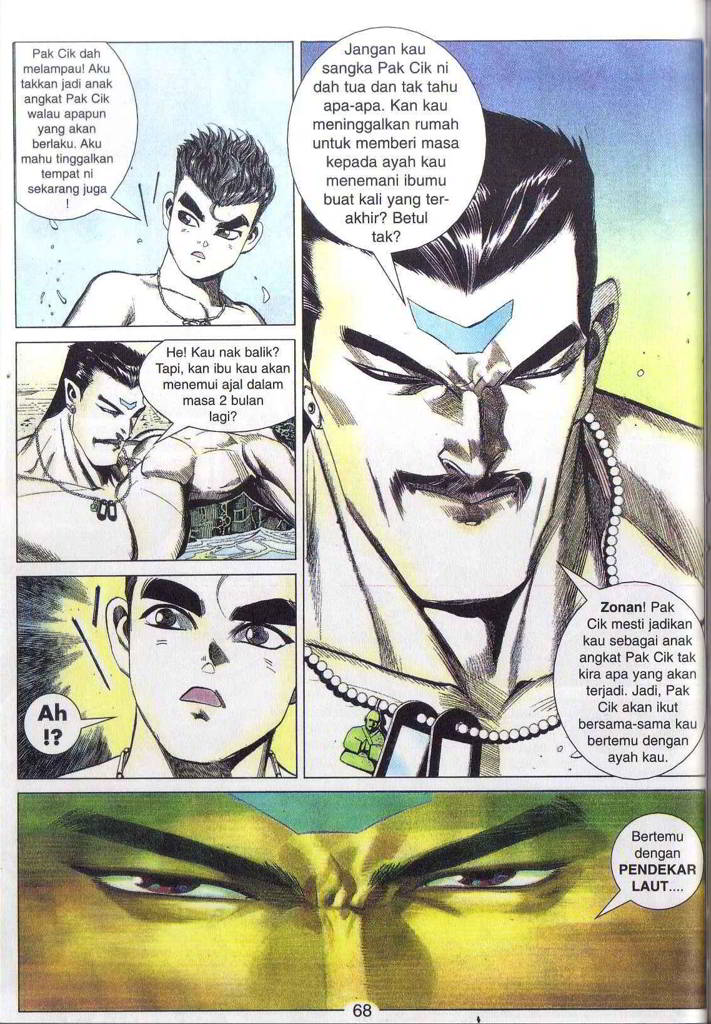 Pak Cik dah
melampau! Aku
takkan jadi anak
angkat Pak Cik
walau apapun
yang akan
berlaku. Aku
mahu tinggalkan
tempat ni
sekarang juga
!
He! Kau nak balik?
Tapi, kan ibu kau akan
menemui ajal dalam
masa 2 bulan
lagi?
Ah
!?
Jangan kau
sangka Pak Cik ni
dah tua dan tak tahu
apa-apa. Kan kau
meninggalkan rumah
untuk memberi masa
kepada ayah kau
menemani ibumu
buat kali yang ter-
akhir? Betul
tak?
Zonan! Pak
Cik mesti jadikan
kau sebagai anak
angkat Pak Cik tak
kira apa yang akan
terjadi. Jadi, Pak
Cik akan ikut
bersama-sama kau
bertemu dengan
ayah kau.
Bertemu
dengan
PENDEKAR
LAUT....
68